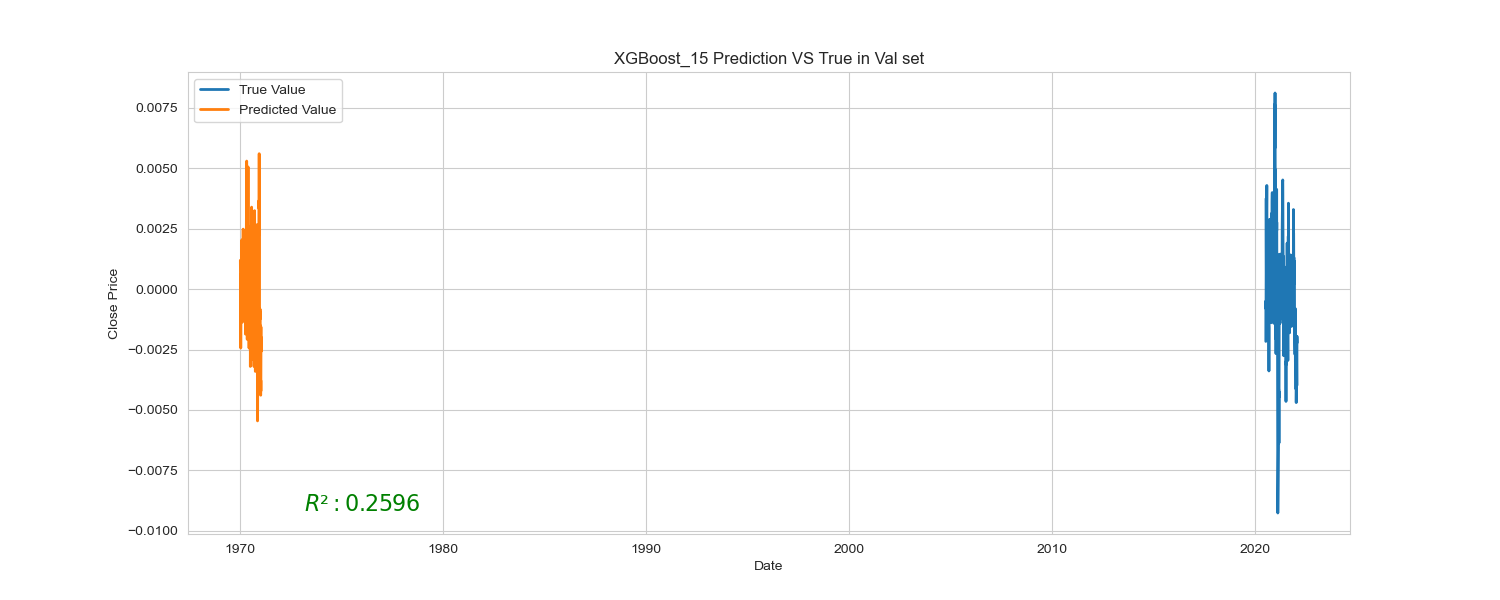 XGBoost_15 Prediction VS True in Val set
True Value
Predicted Value
0.0075
0.0050
0.0025
0.0000
−0.0025
−0.0050
−0.0075
−0.0100
Close Price
R² : 0.2596
1970 1980 1990 2000 2010 2020
Date